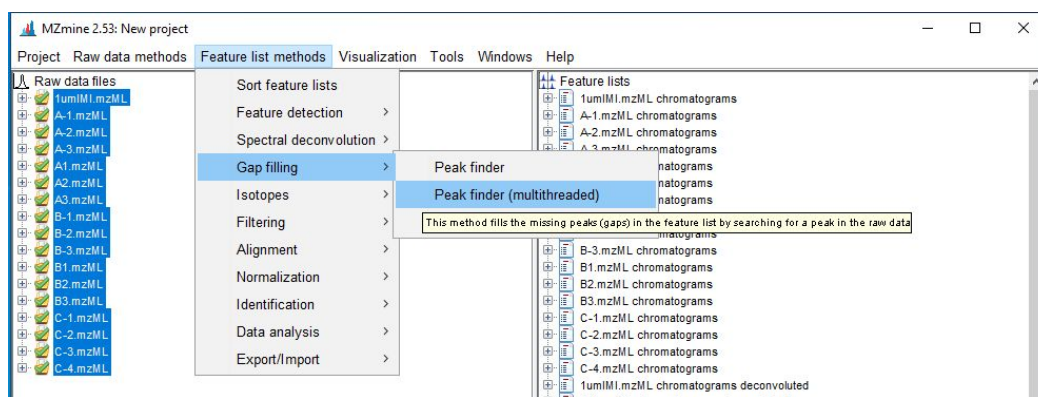 MZmine 2.53: New project
Project Raw data methods Feature list methods Visualization Tools Windows Help
Raw data files
1umIMI.mzML
A-1.mzML
A-2.mzML
A-3.mzML
A1.mzML
A2.mzML
A3.mzML
B-1.mzML
B-2.mzML
B-3.mzML
B1.mzML
B2.mzML
B3.mzML
C-1.mzML
C-2.mzML
C-3.mzML
C-4.mzML
Sort feature lists
Feature detection
Spectral deconvolution
Gap filling
Isotopes
Filtering
Alignment
Normalization
Identification
Data analysis
Export/Import
Peak finder
Peak finder (multithreaded)
This method fills the missing peaks (gaps) in the feature list by searching for a peak in the raw data
Feature lists
1umIMI.mzML chromatograms
A-1.mzML chromatograms
A-2.mzML chromatograms
A-3.mzML chromatograms
matograms
matograms
matograms
matograms
B-3.mzML chromatograms
B1.mzML chromatograms
B2.mzML chromatograms
B3.mzML chromatograms
C-1.mzML chromatograms
C-2.mzML chromatograms
C-3.mzML chromatograms
C-4.mzML chromatograms
1umIMI.mzML chromatograms deconvoluted